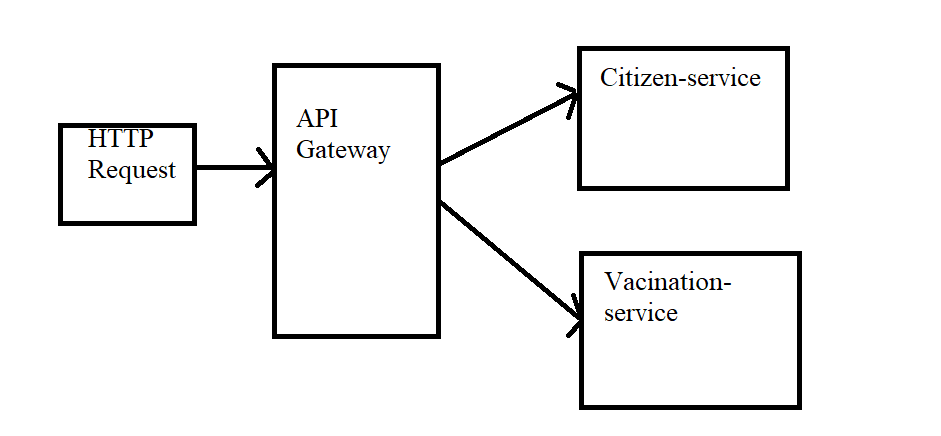 HTTP
Request
API
Gateway
Citizen-service
Vacination-
service